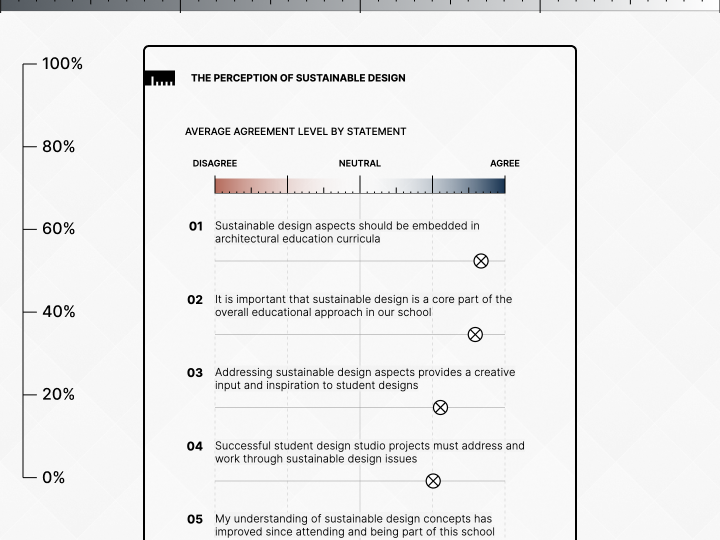 100%
80%
60%
40%
20%
0%
THE PERCEPTION OF SUSTAINABLE DESIGN
AVERAGE AGREEMENT LEVEL BY STATEMENT
DISAGREE NEUTRAL AGREE
01 Sustainable design aspects should be embedded in
architectural education curricula
02 It is important that sustainable design is a core part of the
overall educational approach in our school
03 Addressing sustainable design aspects provides a creative
input and inspiration to student designs
04 Successful student design studio projects must address and
work through sustainable design issues
05 My understanding of sustainable design concepts has
improved since attending and being part of this school